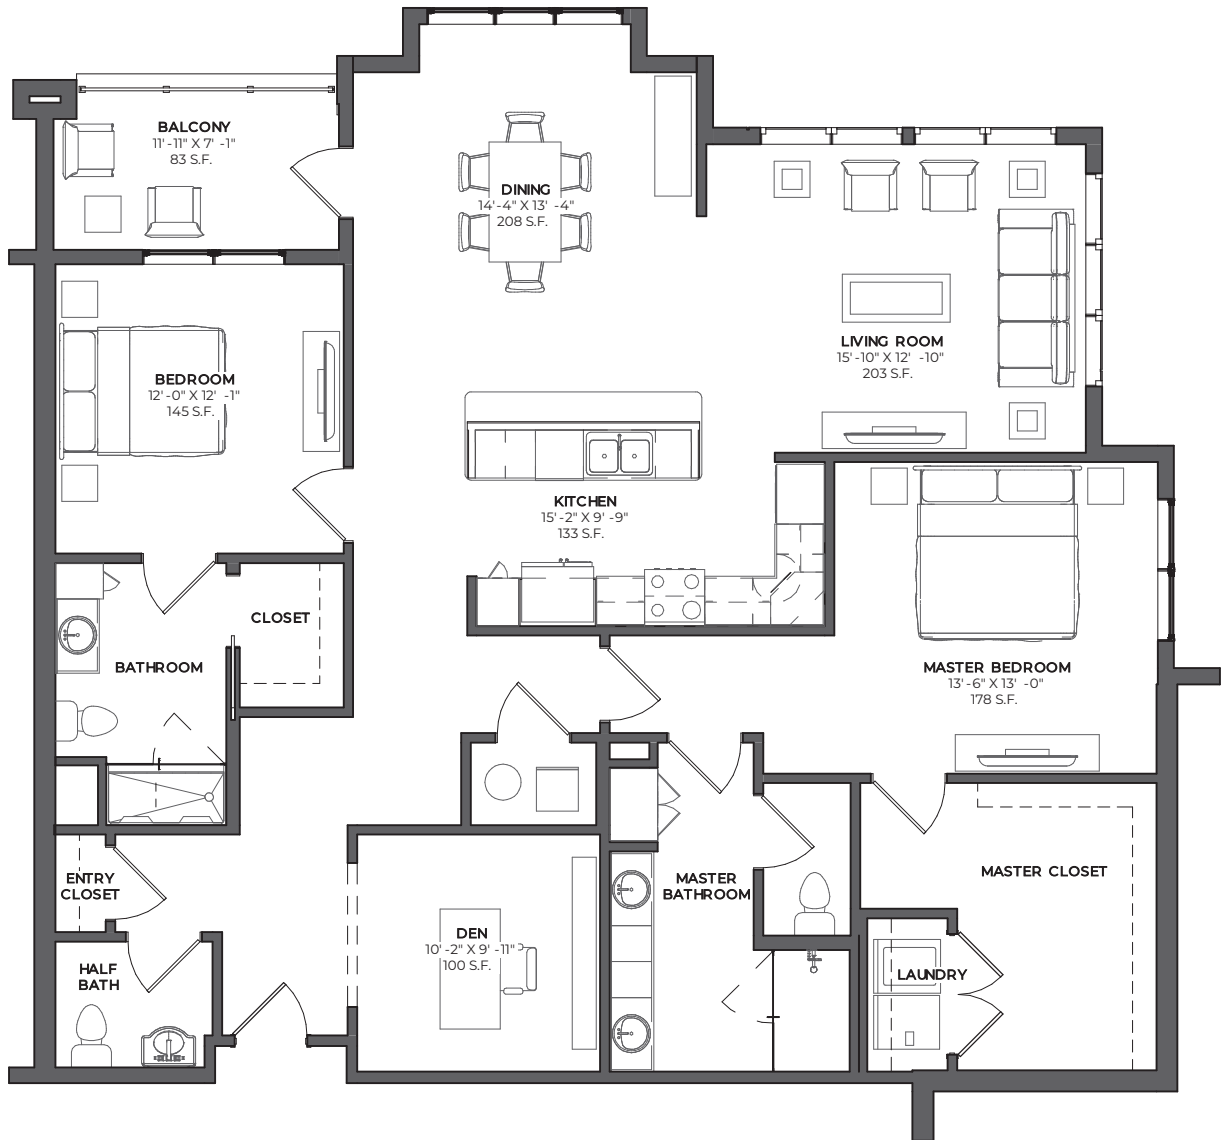 BALCONY
11'-11" X 7' -1"
83 S.F.
DINING
14'-4" X 13' -4"
208 S.F.
LIVING ROOM
15'-10" X 12' -10"
203 S.F.
BEDROOM
12'-0" X 12' -1"
145 S.F.
KITCHEN
15'-2" X 9' -9"
133 S.F.
CLOSET
BATHROOM
MASTER BEDROOM
13'-6" X 13' -0"
178 S.F.
ENTRY
CLOSET
MASTER
BATHROOM
MASTER CLOSET
DEN
10'-2" X 9' -11"
100 S.F.
HALF
BATH
LAUNDRY